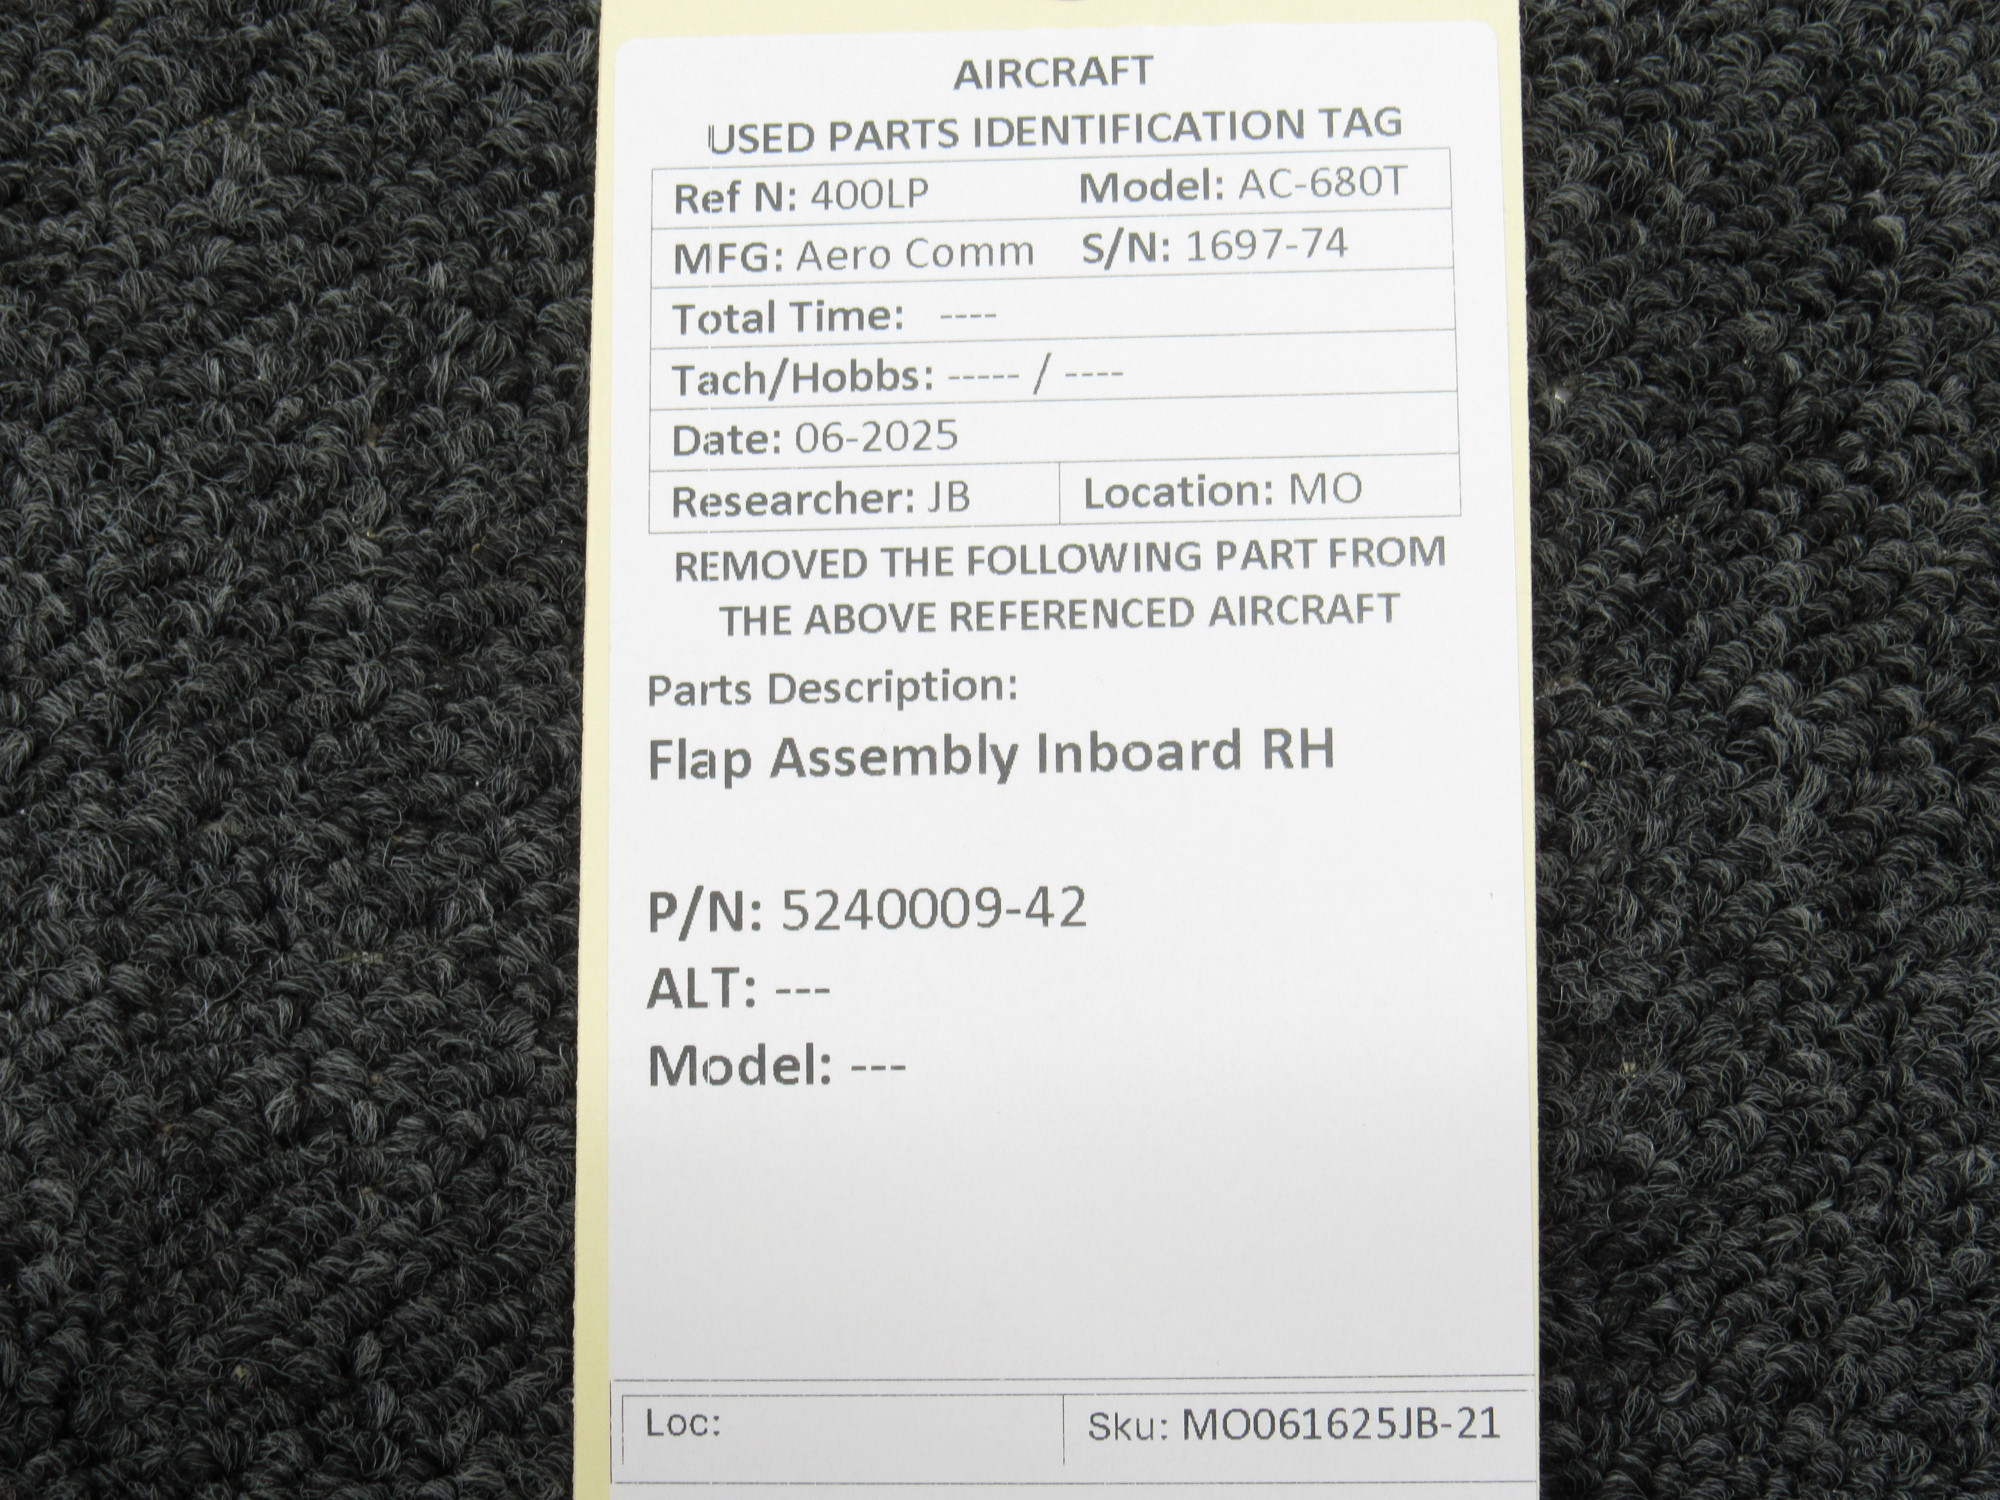 AIRCRAFT
USED PARTS IDENTIFICATION TAG
Ref N: 400LP Model: AC-680T
MFG: Aero Comm S/N: 1697-74
Total Time: ----
Tach/Hobbs: ----- / ----
Date: 06-2025
Researcher: JB Location: MO
REMOVED THE FOLLOWING PART FROM
THE ABOVE REFERENCED AIRCRAFT
Parts Description:
Flap Assembly Inboard RH
P/N: 5240009-42
ALT: ---
Model: ---
Loc: Sku: MO061625JB-21